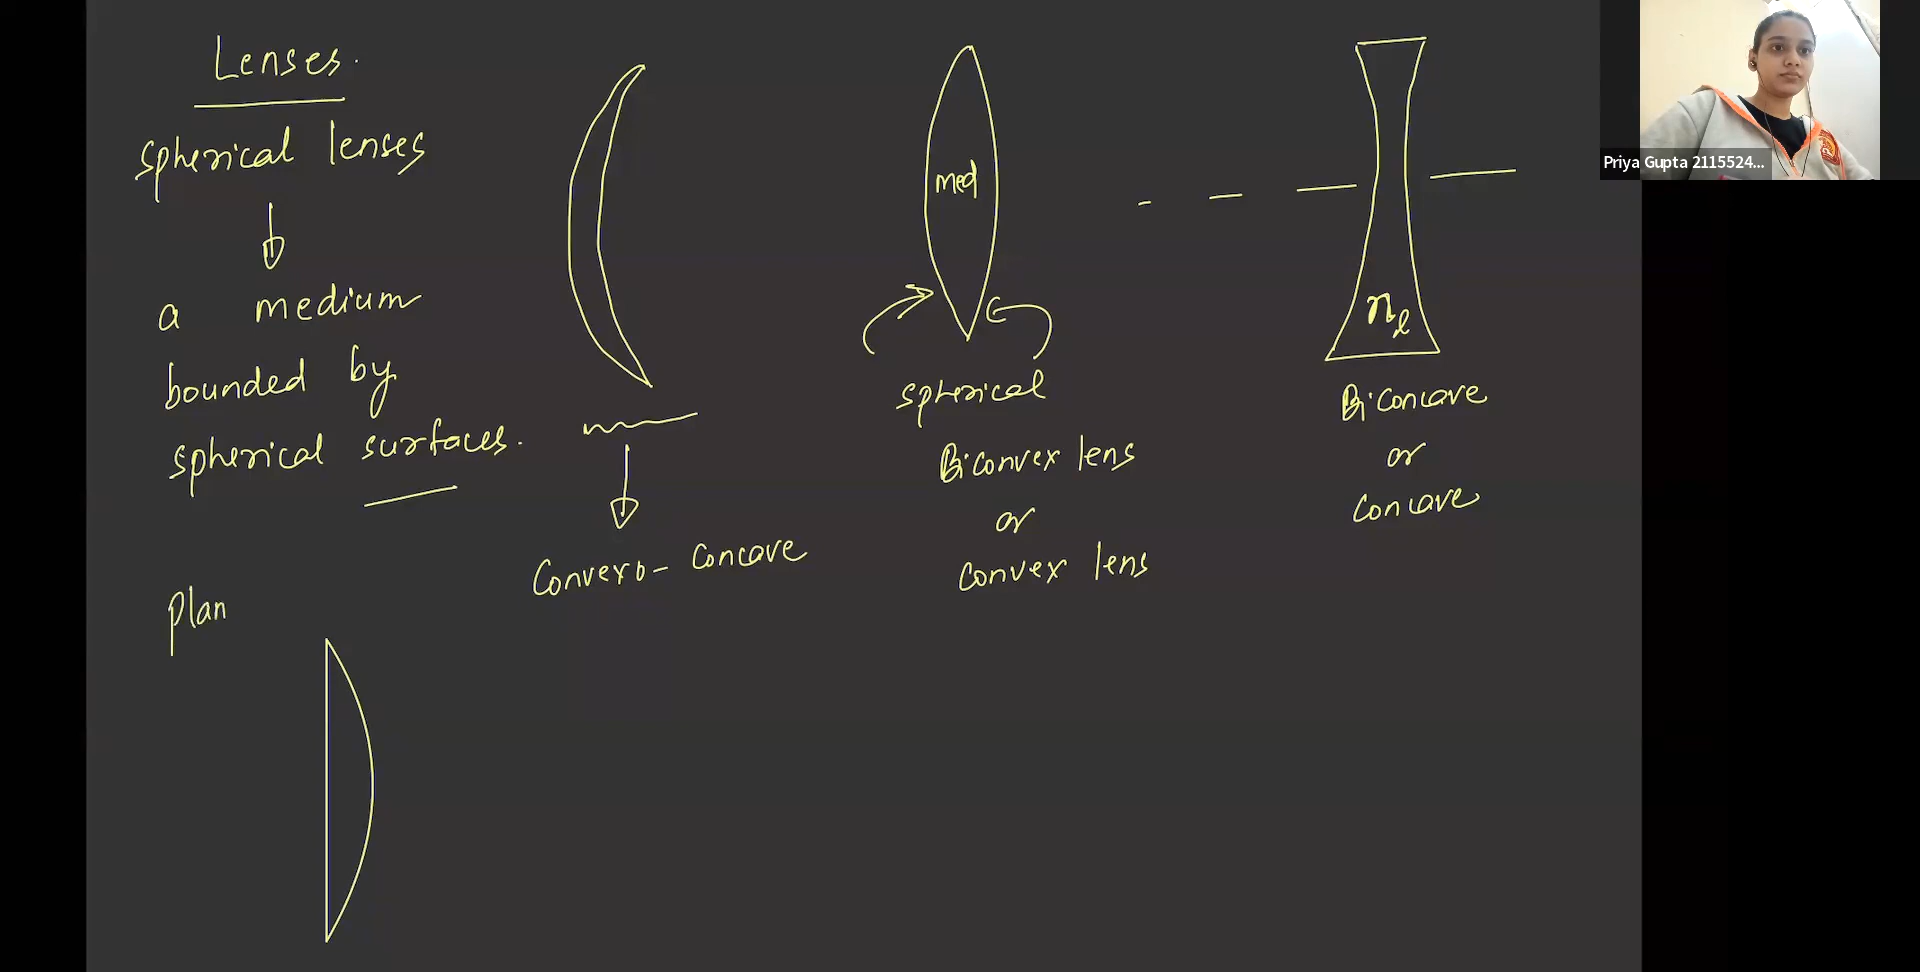 Lenses.
spherical lenses
a medium
bounded by
spherical surfaces.
Convexo - Concave
med
spherical
Biconvex lens
or
convex lens
nl
Biconcave
or
Concave
plan
Priya Gupta 2115524...